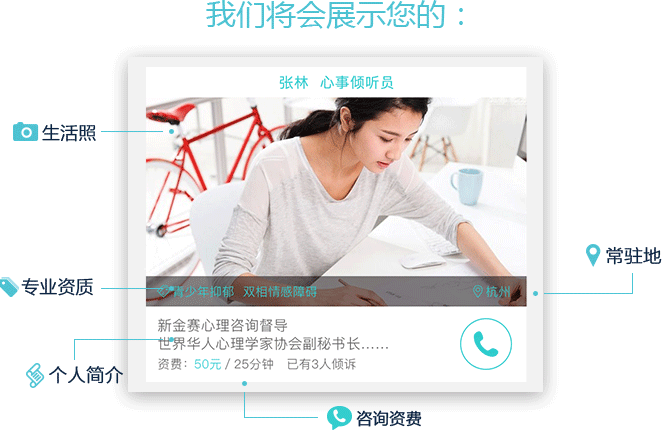 我们将会展示您的：
张林 心事倾听员
生活照
常驻地
专业资质
青少年抑郁 双相情感障碍
杭州
新金赛心理咨询督导
世界华人心理学家协会副秘书长......
资费：50元 / 25分钟 已有3人倾诉
个人简介
咨询资费